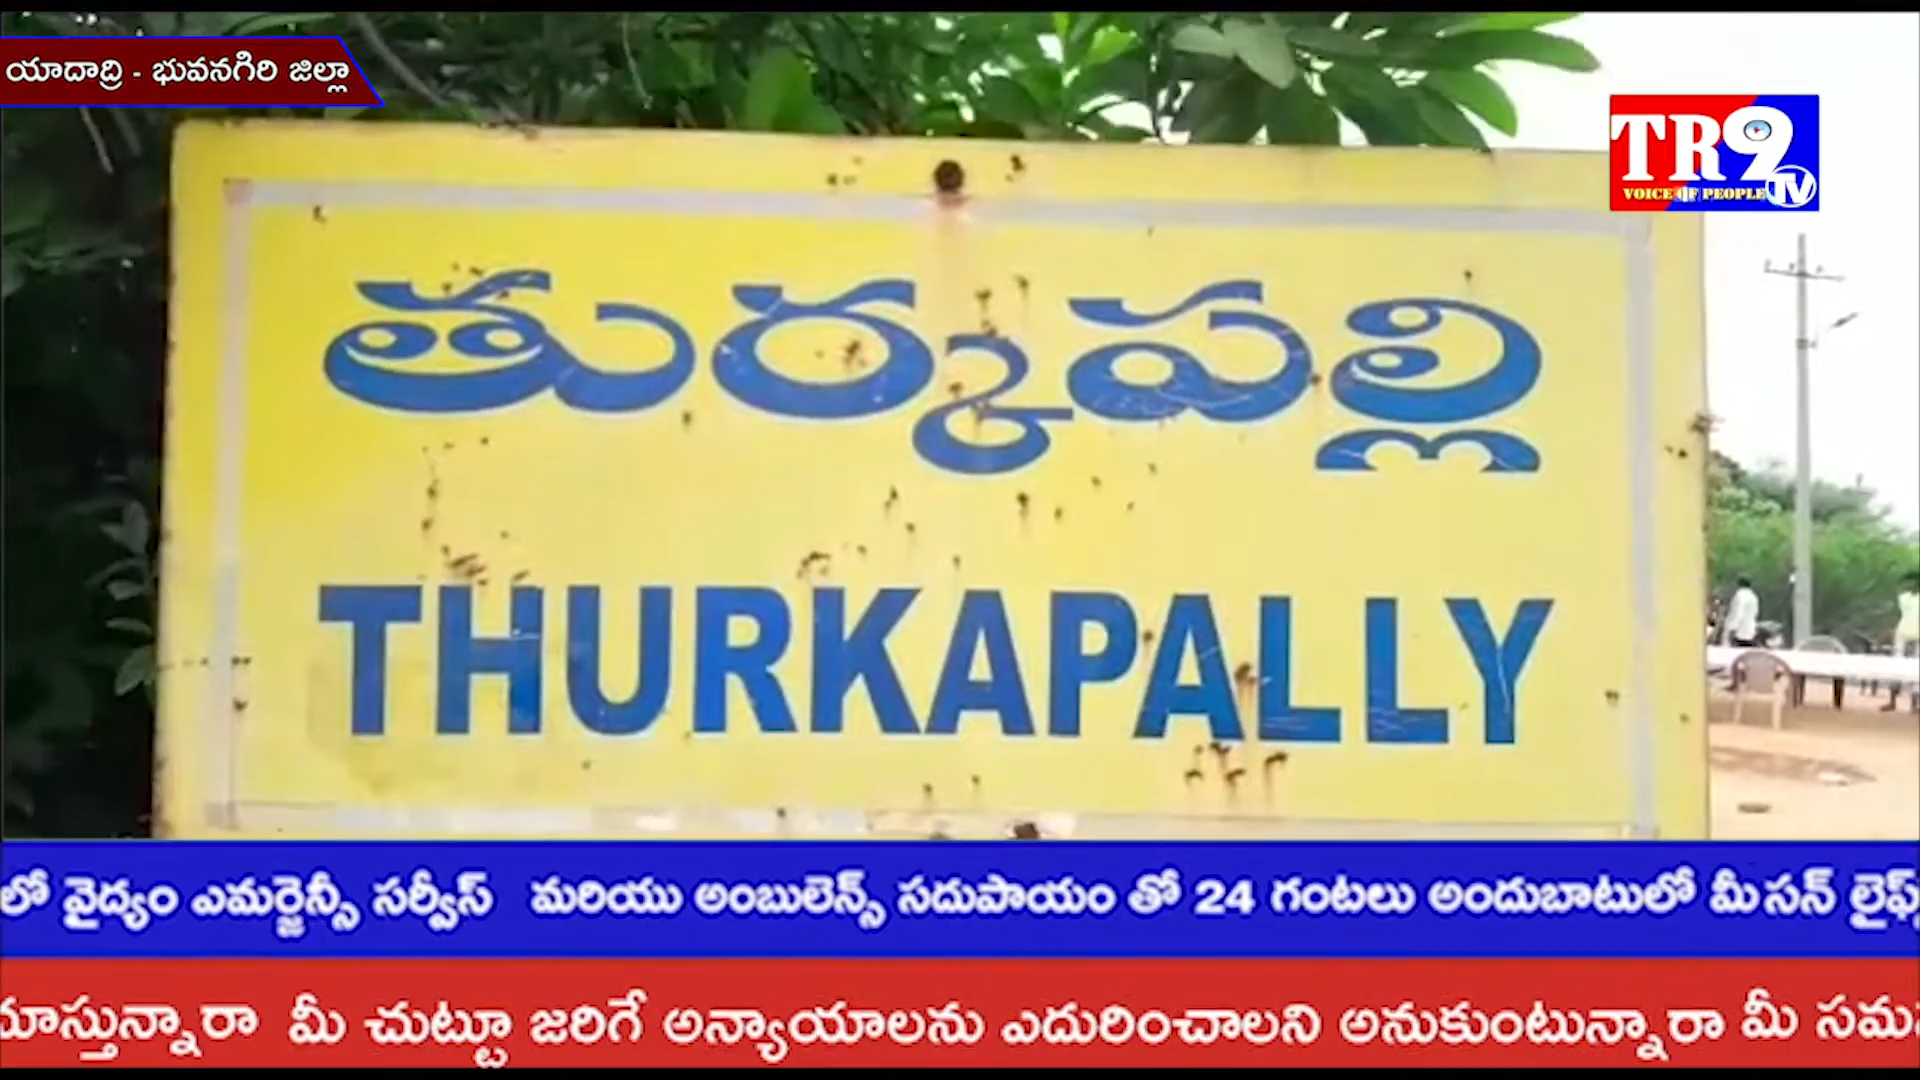 యాదాద్రి - భువనగిరి జిల్లా
TR9
TV
VOICE OF PEOPLE
తుర్కపల్లి
THURKAPALLY
లో వైద్యం ఎమర్జెన్సీ సర్వీస్ మరియు అంబులెన్స్ సదుపాయం తో 24 గంటలు అందుబాటులో మీ సన్ లైఫ్
మీ చుట్టూ జరిగే అన్యాయాలను ఎదురించాలని అనుకుంటున్నారా మీ